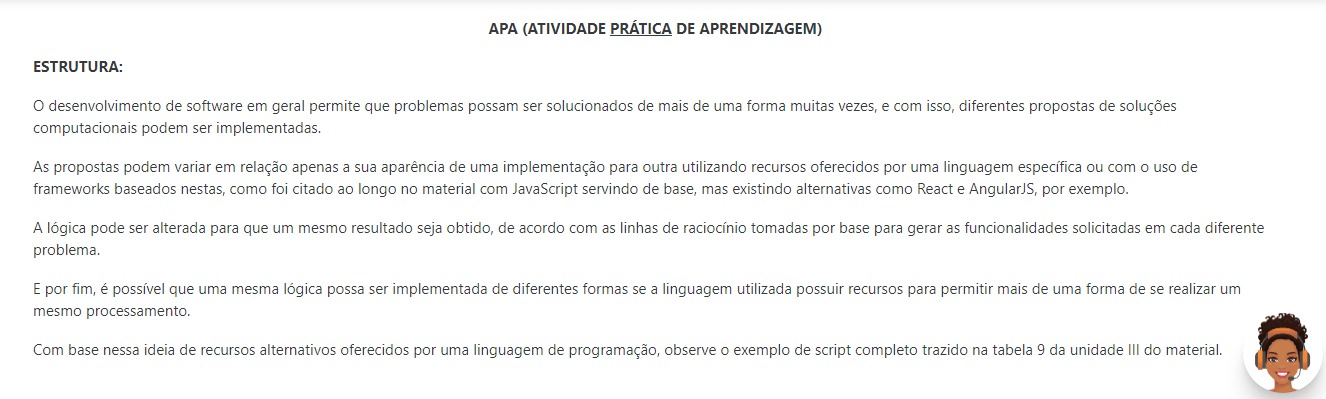 APA (ATIVIDADE PRÁTICA DE APRENDIZAGEM)
ESTRUTURA:
O desenvolvimento de software em geral permite que problemas possam ser solucionados de mais de uma forma muitas vezes, e com isso, diferentes propostas de soluções
computacionais podem ser implementadas.
As propostas podem variar em relação apenas a sua aparência de uma implementação para outra utilizando recursos oferecidos por uma linguagem específica ou com o uso de
frameworks baseados nestas, como foi citado ao longo no material com JavaScript servindo de base, mas existindo alternativas como React e AngularJS, por exemplo.
A lógica pode ser alterada para que um mesmo resultado seja obtido, de acordo com as linhas de raciocínio tomadas por base para gerar as funcionalidades solicitadas em cada diferente
problema.
E por fim, é possível que uma mesma lógica possa ser implementada de diferentes formas se a linguagem utilizada possuir recursos para permitir mais de uma forma de se realizar um
mesmo processamento.
Com base nessa ideia de recursos alternativos oferecidos por uma linguagem de programação, observe o exemplo de script completo trazido na tabela 9 da unidade III do material.